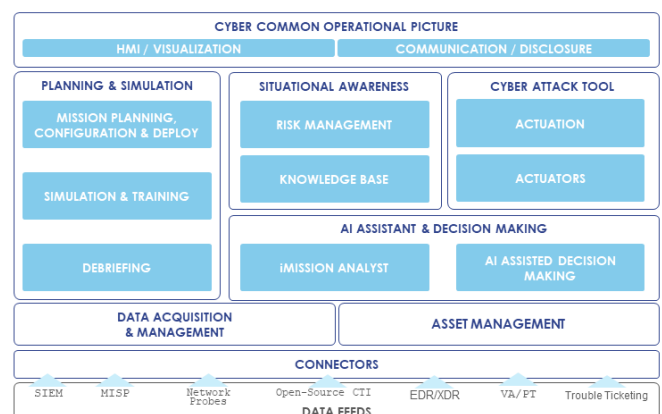 CYBER COMMON OPERATIONAL PICTURE
HMI / VISUALIZATION
COMMUNICATION / DISCLOSURE
PLANNING & SIMULATION
MISSION PLANNING,
CONFIGURATION & DEPLOY
SIMULATION & TRAINING
DEBRIEFING
SITUATIONAL AWARENESS
RISK MANAGEMENT
KNOWLEDGE BASE
CYBER ATTACK TOOL
ACTUATION
ACTUATORS
AI ASSISTANT & DECISION MAKING
iMISSION ANALYST
AI ASSISTED DECISION
MAKING
DATA ACQUISITION
& MANAGEMENT
ASSET MANAGEMENT
CONNECTORS
SIEM
MISP
Network
Probes
Open-Source CTI
EDR/XDR
VA/PT
Trouble Ticketing
DATA FEEDS